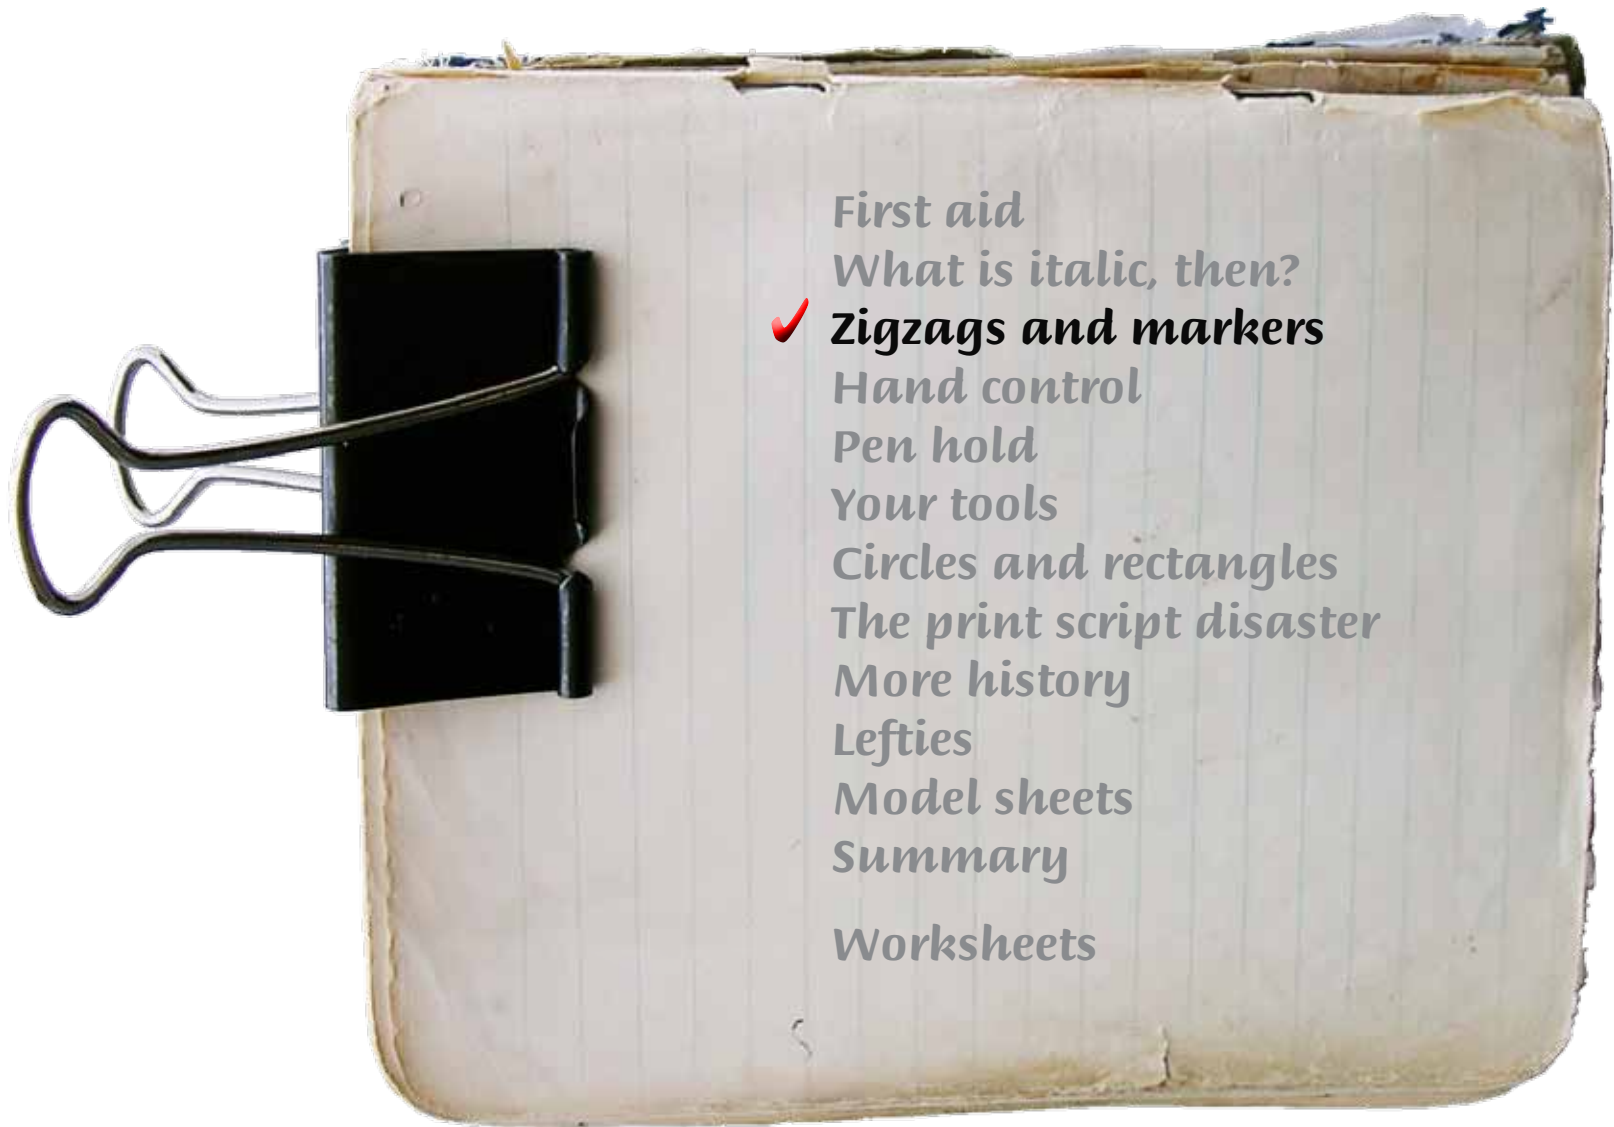 First aid
What is italic, then?
Zigzags and markers
Hand control
Pen hold
Your tools
Circles and rectangles
The print script disaster
More history
Lefties
Model sheets
Summary
Worksheets